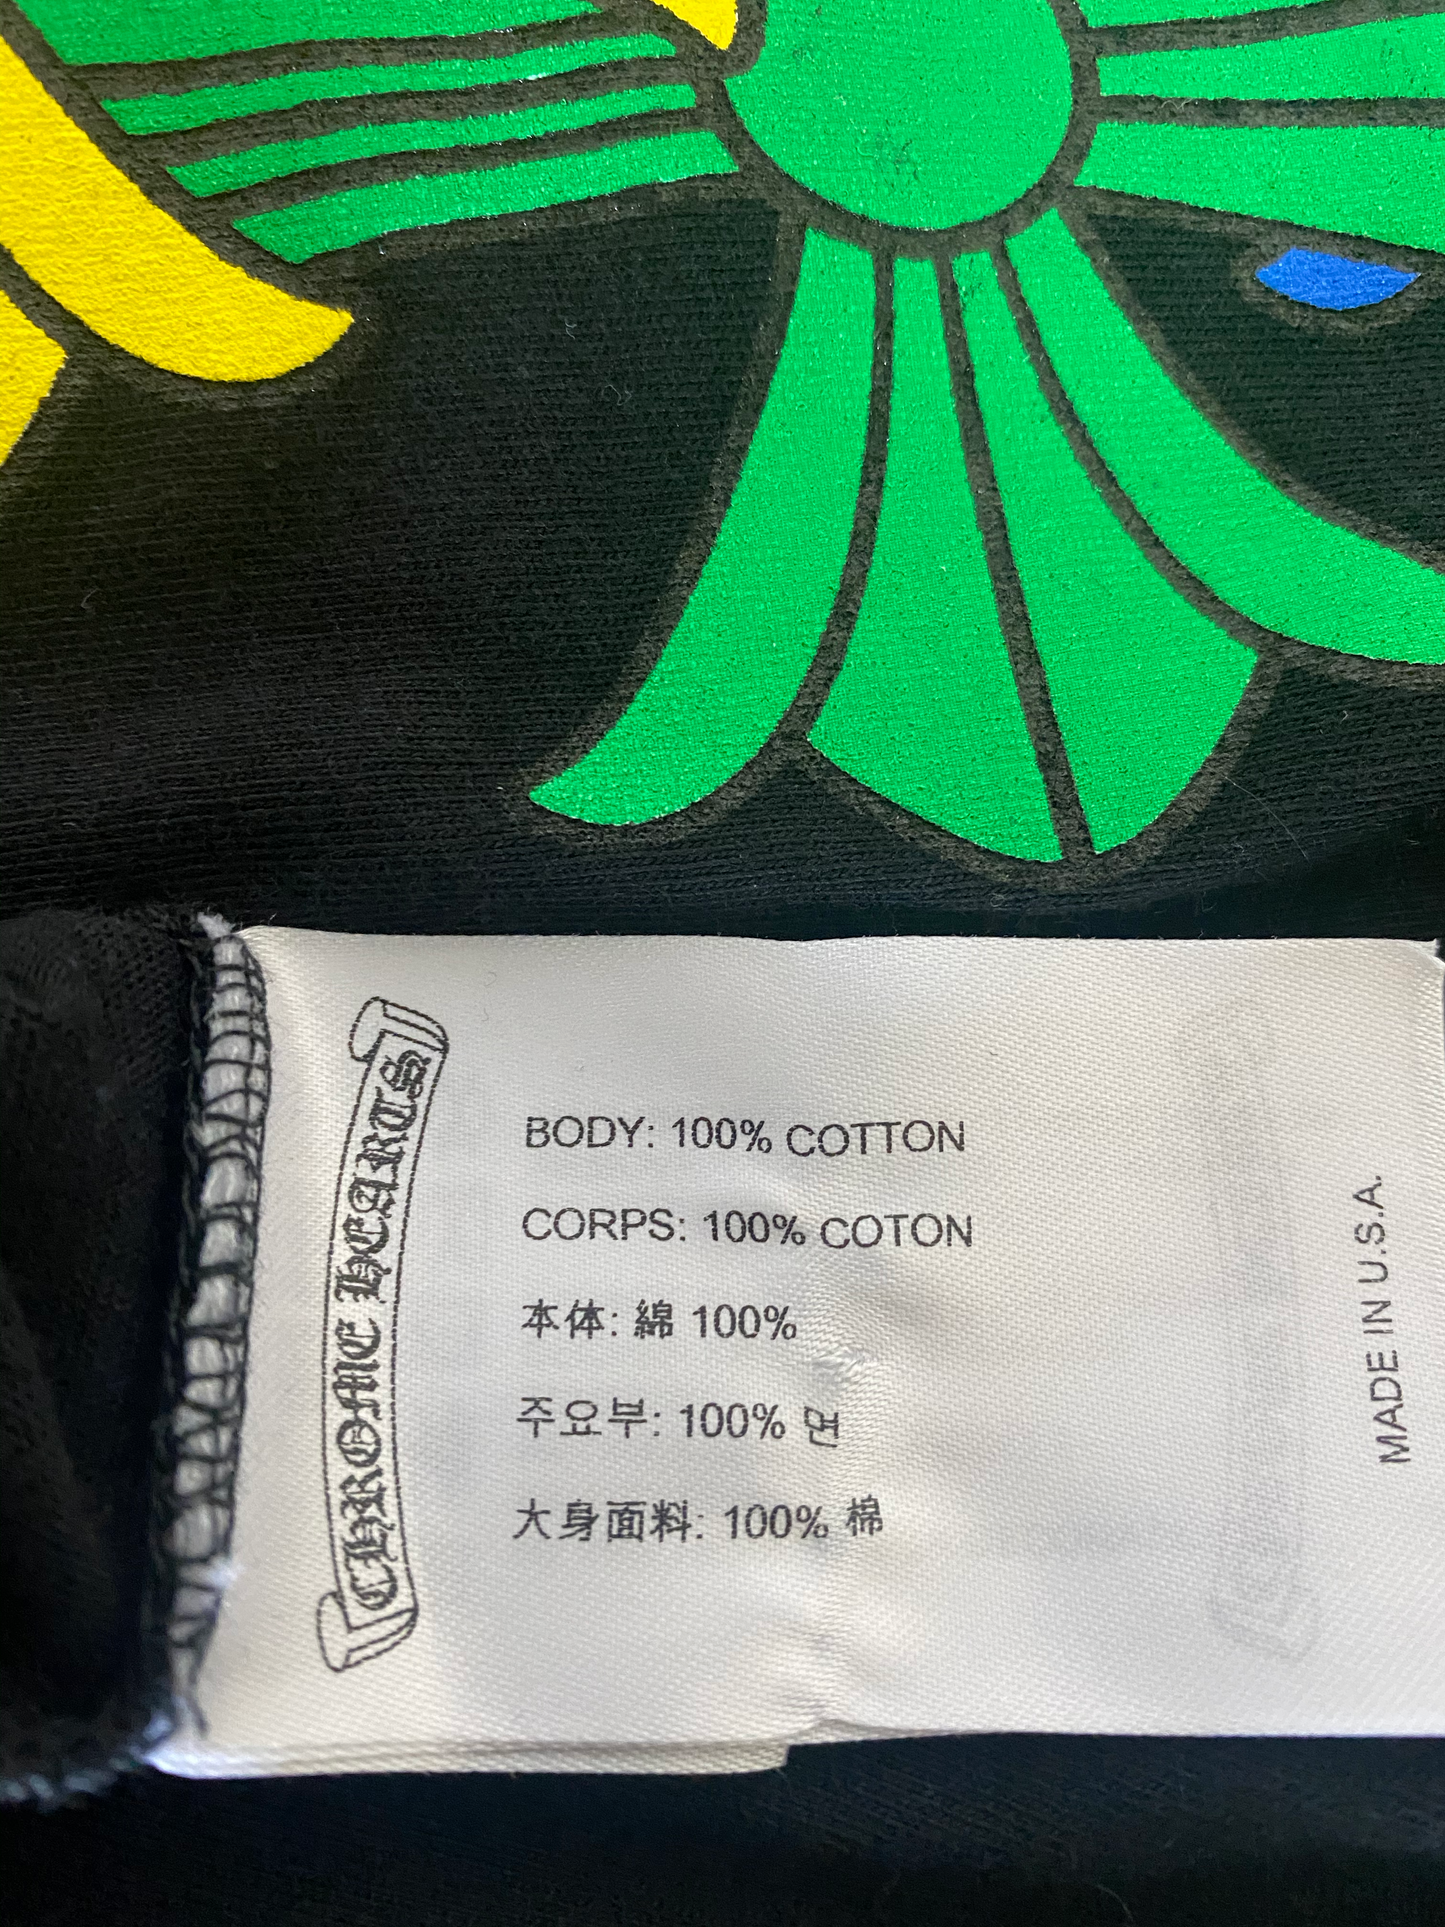 CHROME HEARTS
BODY: 100% COTTON
CORPS: 100% COTON
本体: 綿 100%
주요부: 100% 면
大身面料: 100% 棉
MADE IN U.S.A.